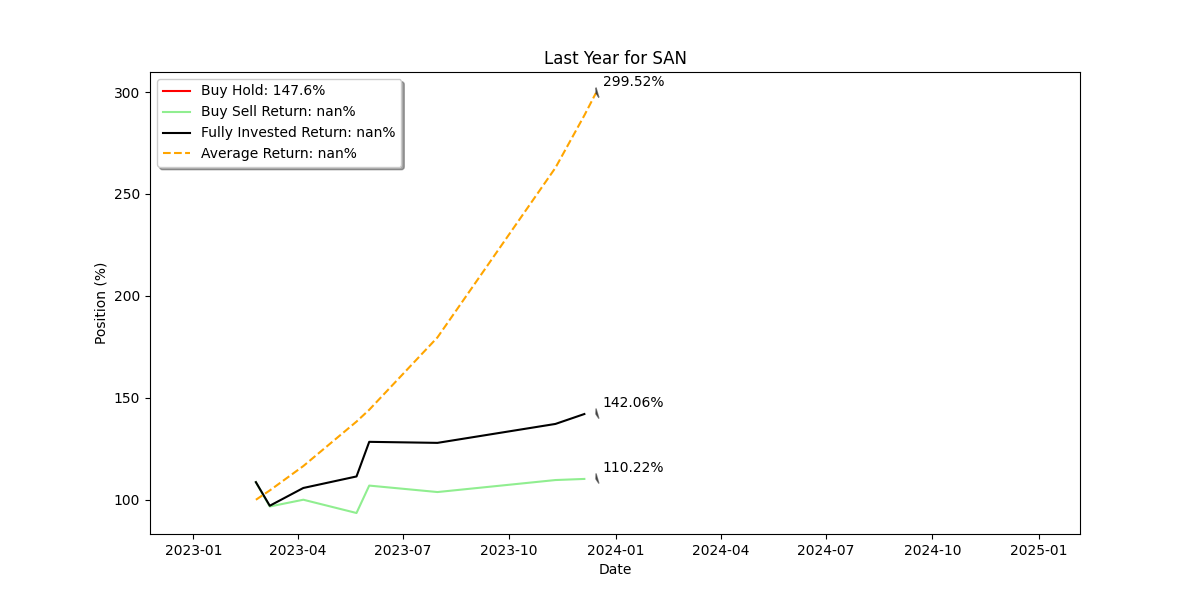 Last Year for SAN
Buy Hold: 147.6%
Buy Sell Return: nan%
Fully Invested Return: nan%
Average Return: nan%
299.52%
142.06%
110.22%
Position (%)
300
250
200
150
100
2023-01 2023-04 2023-07 2023-10 2024-01 2024-04 2024-07 2024-10 2025-01
Date